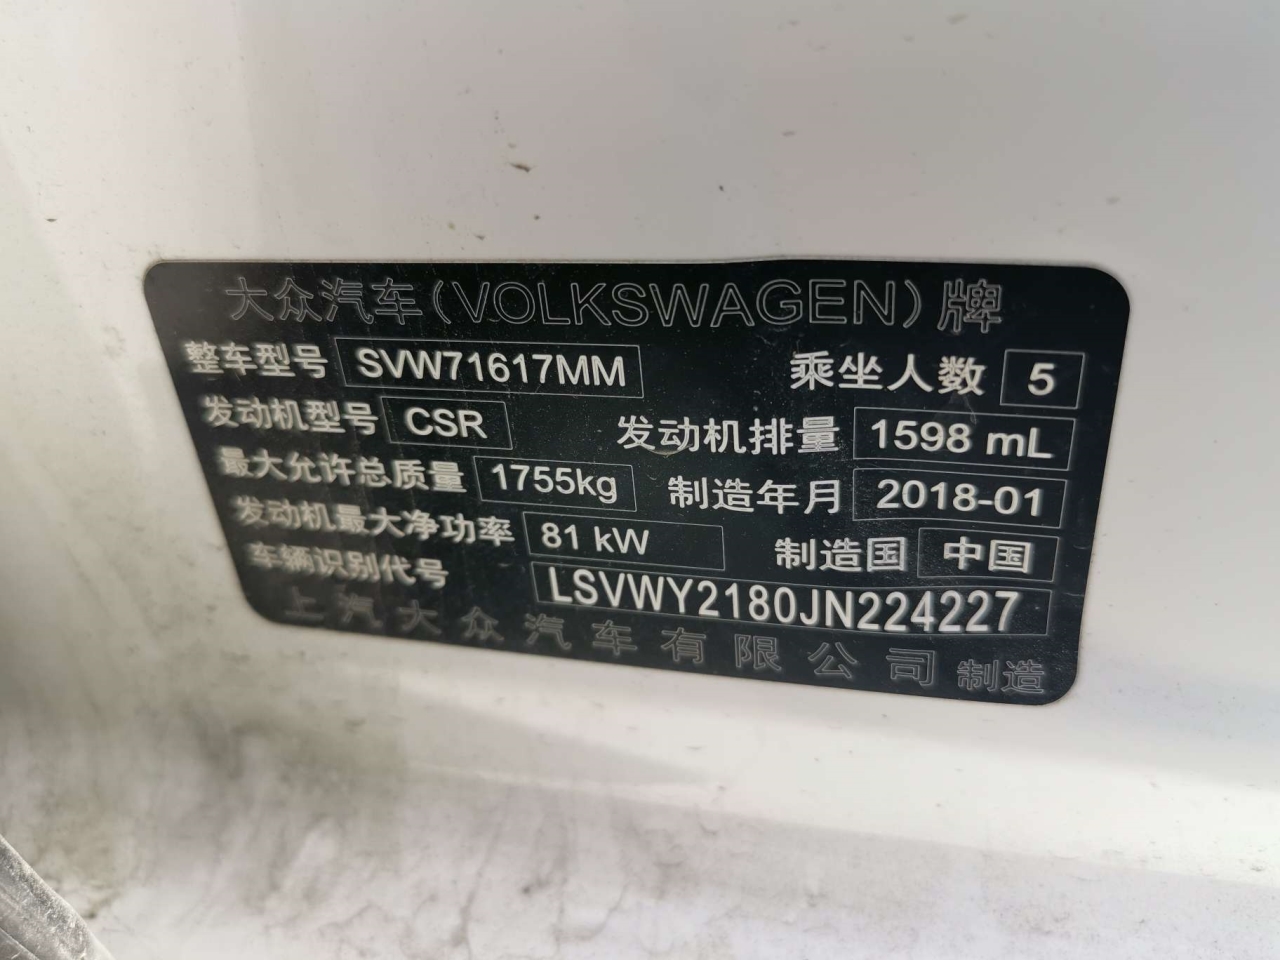 大众汽车(VOLKSWAGEN)牌
整车型号 SVW71617MM 乘坐人数 5
发动机型号 CSR 发动机排量 1598 mL
最大允许总质量 1755kg 制造年月 2018-01
发动机最大净功率 81 kW 制造国 中国
车辆识别代号 LSVWY2180JN224227
上汽大众汽车有限公司 制造